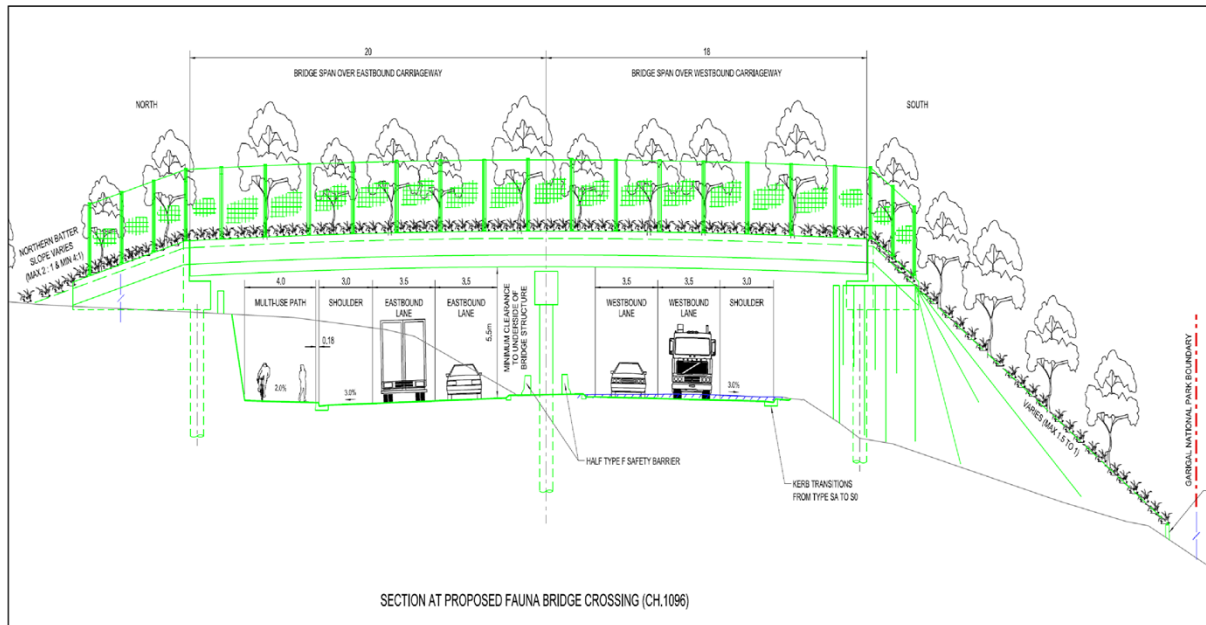 20
18
BRIDGE SPAN OVER EASTBOUND CARRIAGEWAY
BRIDGE SPAN OVER WESTBOUND CARRIAGEWAY
NORTH
SOUTH
NORTHERN BATTER
SLOPE VARIES
(MAX 2 : 1 & MIN 4:1)
4,0
3,0
3,5
3,5
3,5
3,5
3,0
MULTI-USE PATH
SHOULDER
EASTBOUND
LANE
EASTBOUND
LANE
5.5m
MINIMUM CLEARANCE
TO UNDERSIDE OF
BRIDGE STRUCTURE
WESTBOUND
LANE
WESTBOUND
LANE
SHOULDER
0,18
2.0%
3.0%
VOLVO
3.0%
VARIES (MAX 1.5 TO 1)
GARIGAL NATIONAL PARK BOUNDARY
HALF TYPE F SAFETY BARRIER
KERB TRANSITIONS
FROM TYPE SA TO S0
SECTION AT PROPOSED FAUNA BRIDGE CROSSING (CH.1096)